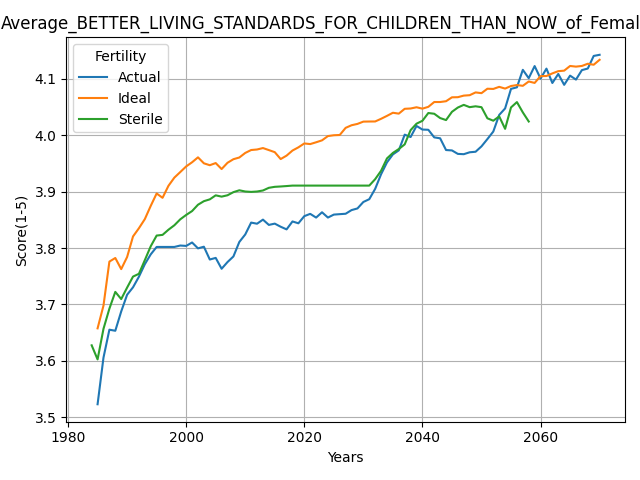 Average_BETTER_LIVING_STANDARDS_FOR_CHILDREN_THAN_NOW_of_Femal
Fertility
Actual
Ideal
Sterile
4.1
4.0
3.9
3.8
3.7
3.6
3.5
Score(1-5)
1980 2000 2020 2040 2060
Years